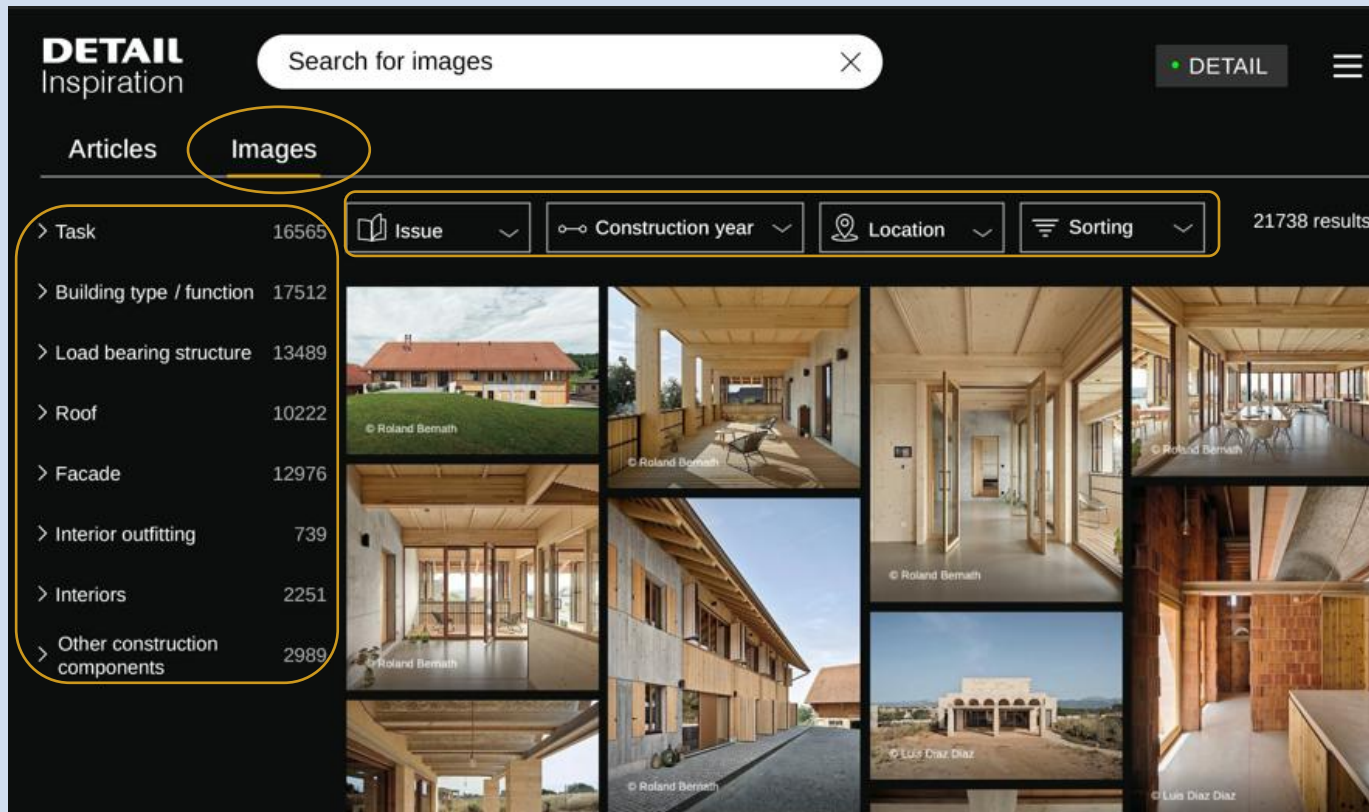 DETAIL
Inspiration
Search for images
• DETAIL
Articles
Images
Task 16565
Building type / function 17512
Load bearing structure 13489
Roof 10222
Facade 12976
Interior outfitting 739
Interiors 2251
Other construction
components 2989
Issue
Construction year
Location
Sorting
21738 results
© Roland Bernath
© Roland Bernath
© Roland Bernath
© Roland Bernath
© Roland Bernath
© Roland Bernath
© Luis Diaz Diaz
© Luis Diaz Diaz